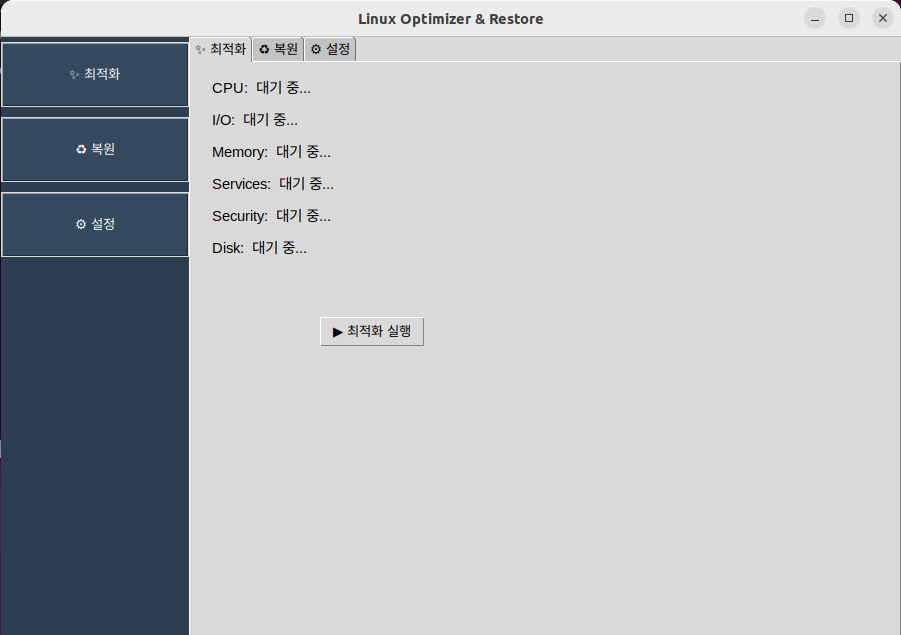 Linux Optimizer & Restore
✨ 최적화
♻ 복원
⚙ 설정
✨ 최적화 ♻ 복원 ⚙ 설정
CPU: 대기 중...
I/O: 대기 중...
Memory: 대기 중...
Services: 대기 중...
Security: 대기 중...
Disk: 대기 중...
▶ 최적화 실행